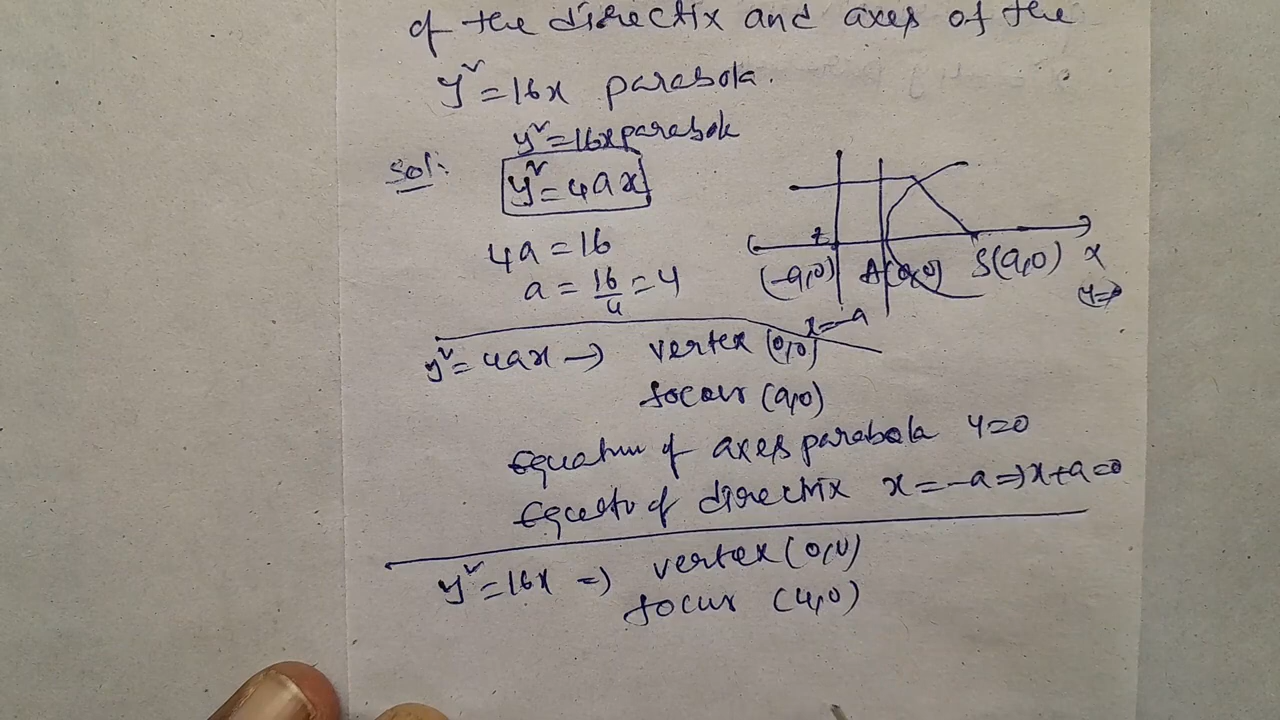 of the directix and axes of the
y² = 16x parabola.
y² = 16x parabola
Sol:
y² = 4ax
4a = 16
a = 16/4 = 4
z
(-a,0) A(0,0) S(a,0) x
x = -a
y² = 4ax → vertex (0,0)
focus (a,0)
Equation of axes parabola y=0
of directrix x = -a ⇒ x+a=0
y² = 16x ⇒ vertex (0,0)
focus (4,0)